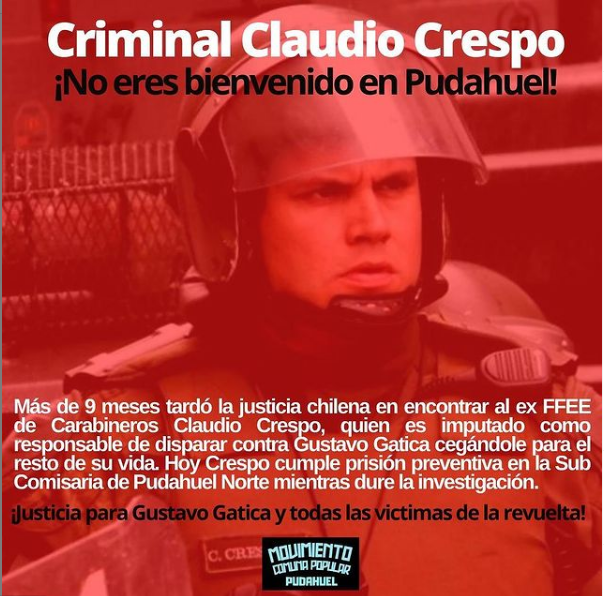 Criminal Claudio Crespo
¡No eres bienvenido en Pudahuel!
Más de 9 meses tardó la justicia chilena en encontrar al ex FFEE
de Carabineros Claudio Crespo, quien es imputado como
responsable de disparar contra Gustavo Gatica cegándole para el
resto de su vida. Hoy Crespo cumple prisión preventiva en la Sub
Comisaria de Pudahuel Norte mientras dure la investigación.
¡Justicia para Gustavo Gatica y todas las victimas de la revuelta!
C. CRES
MOVIMIENTO
COMUNA POPULAR
PUDAHUEL